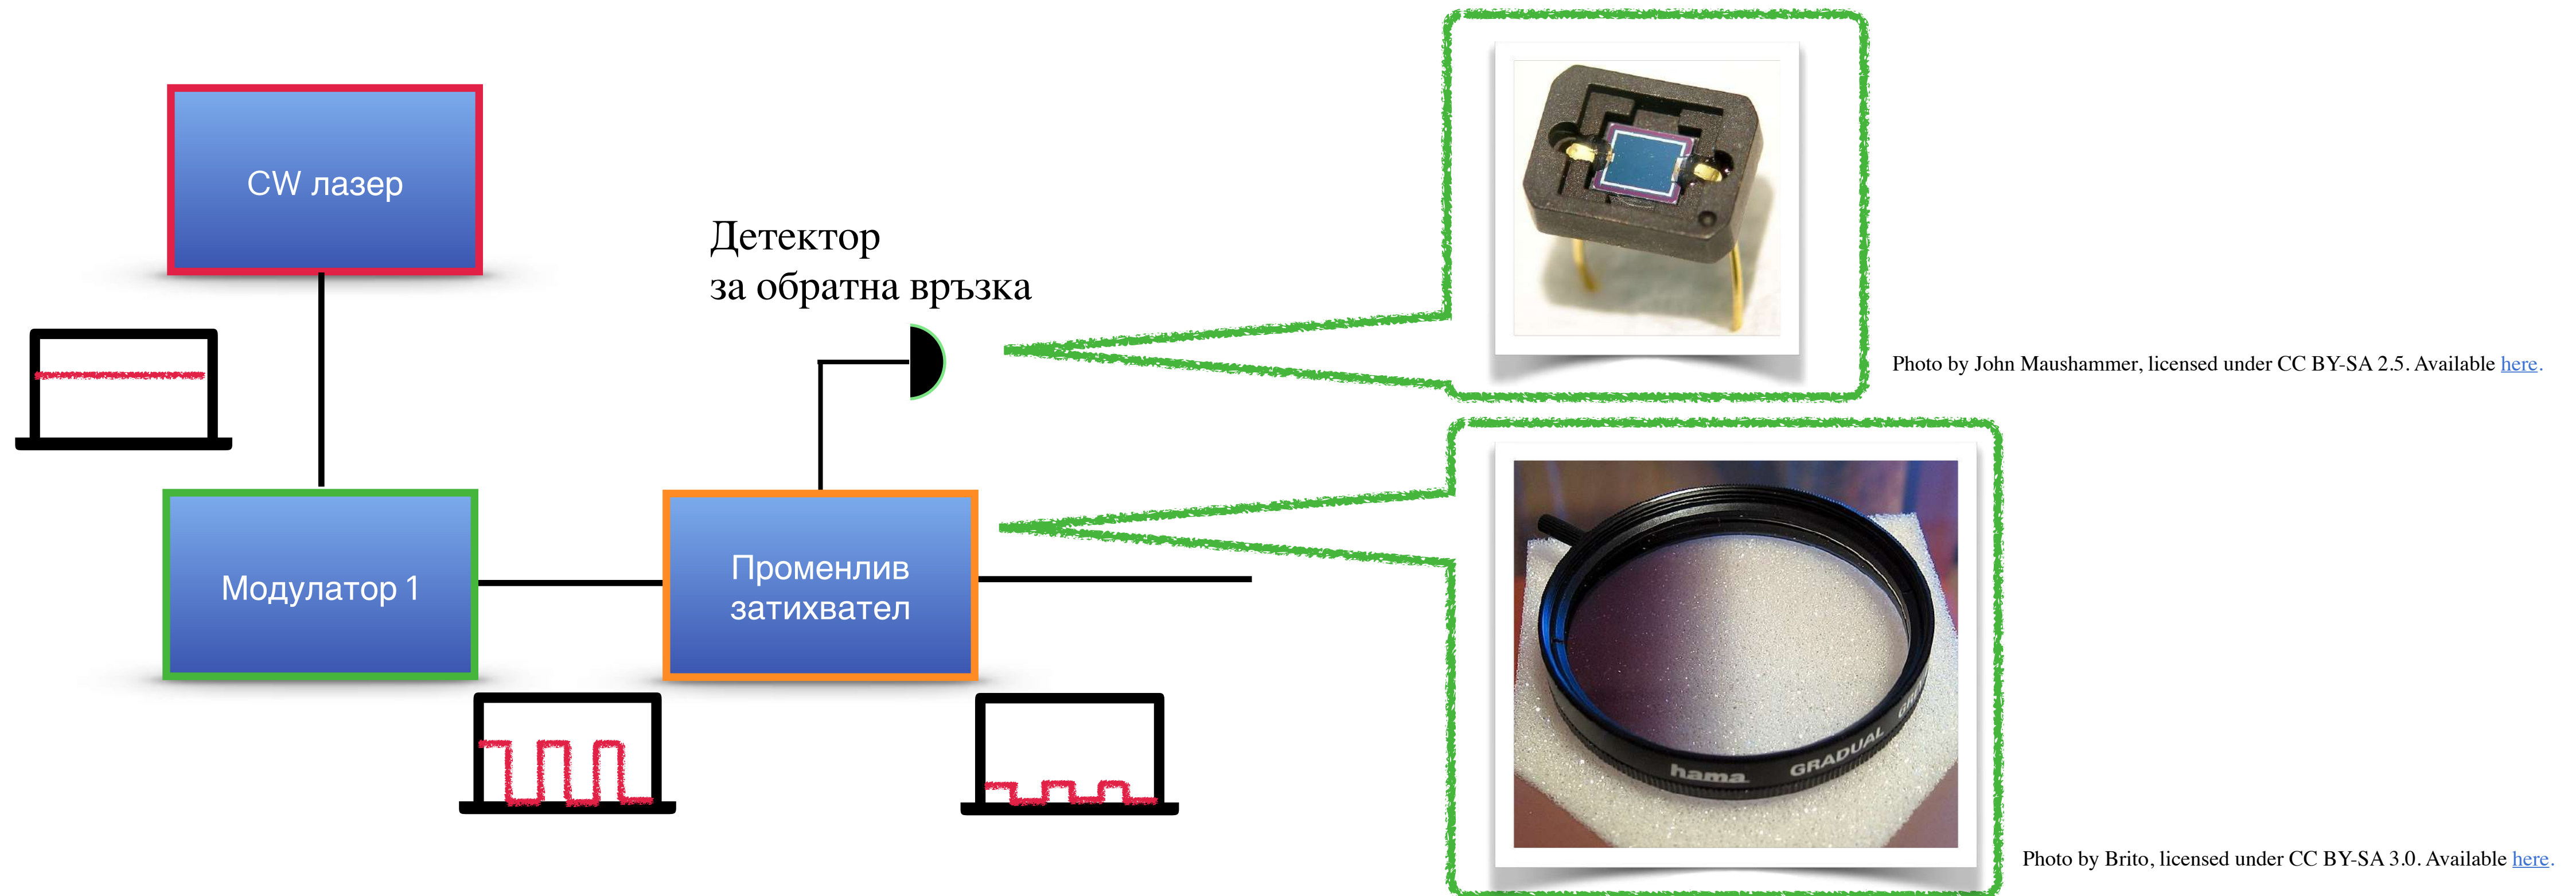 CW лазер
Детектор
за обратна връзка
Photo by John Maushammer, licensed under CC BY-SA 2.5. Available here.
Модулатор 1
Променлив
затихвател
hama
GRADUAL
Photo by Brito, licensed under CC BY-SA 3.0. Available here.